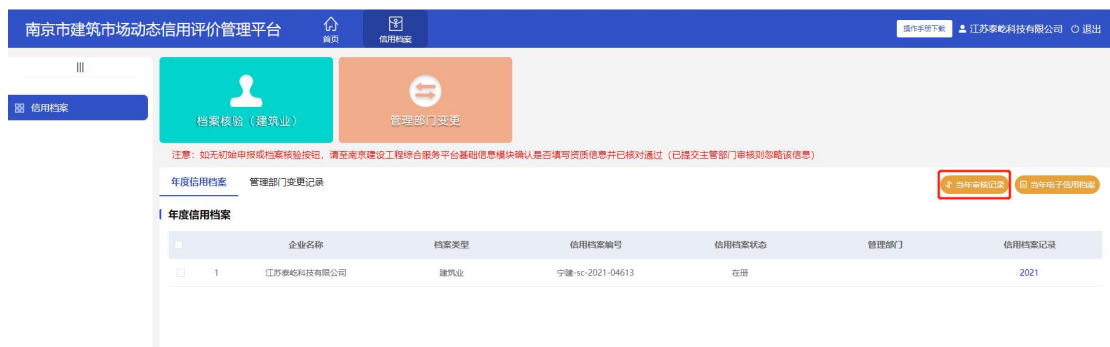 南京市建筑市场动态信用评价管理平台
首页
信用档案
操作手册下载
江苏泰屹科技有限公司
退出
信用档案
档案核验（建筑业）
管理部门变更
注意：如无初始申报或档案核验按钮，请至南京建设工程综合服务平台基础信息模块确认是否填写资质信息并已核对通过（已提交主管部门审核则忽略该信息）
年度信用档案 管理部门变更记录
当年审核记录
当年电子信用档案
年度信用档案
企业名称 档案类型 信用档案编号 信用档案状态 管理部门 信用档案记录
1 江苏泰屹科技有限公司 建筑业 宁建-sc-2021-04613 在册 2021